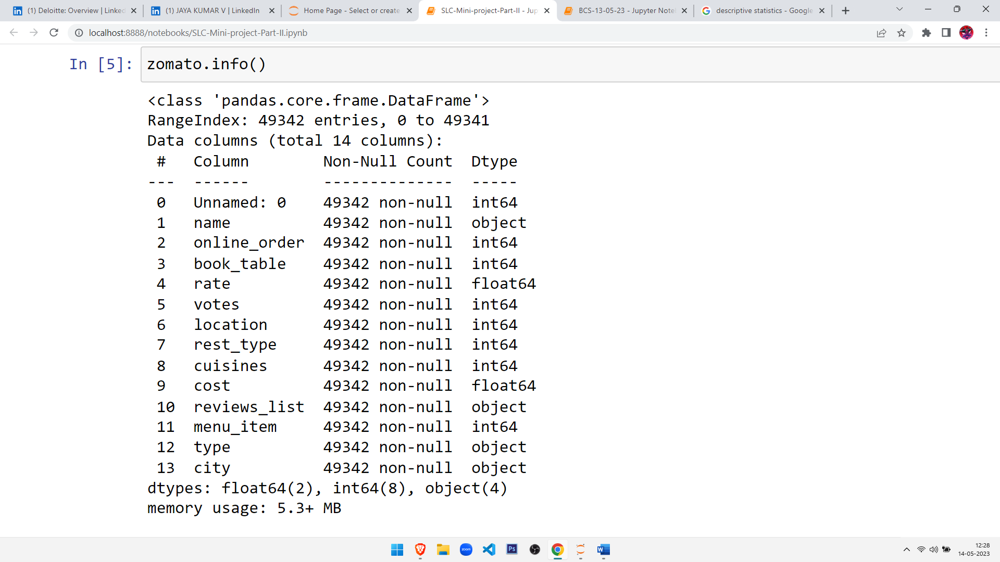 (1) Deloitte: Overview | Linked
(1) JAYA KUMAR V | LinkedIn
Home Page - Select or create
SLC-Mini-project-Part-II - Jup
BCS-13-05-23 - Jupyter Note
descriptive statistics - Google
localhost:8888/notebooks/SLC-Mini-project-Part-II.ipynb
In [5]: zomato.info()
<class 'pandas.core.frame.DataFrame'>
RangeIndex: 49342 entries, 0 to 49341
Data columns (total 14 columns):
#   Column        Non-Null Count  Dtype
---  ------        --------------  -----
0   Unnamed: 0    49342 non-null  int64
1   name          49342 non-null  object
2   online_order  49342 non-null  int64
3   book_table    49342 non-null  int64
4   rate          49342 non-null  float64
5   votes         49342 non-null  int64
6   location      49342 non-null  int64
7   rest_type     49342 non-null  int64
8   cuisines      49342 non-null  int64
9   cost          49342 non-null  float64
10  reviews_list  49342 non-null  object
11  menu_item     49342 non-null  int64
12  type          49342 non-null  object
13  city          49342 non-null  object
dtypes: float64(2), int64(8), object(4)
memory usage: 5.3+ MB
zoom
Ps
W
12:28
14-05-2023